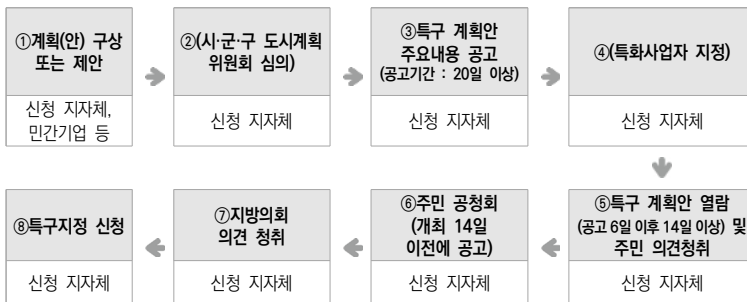 ①계획(안) 구상
또는 제안
신청 지자체,
민간기업 등
②(시·군·구 도시계획
위원회 심의)
신청 지자체
③특구 계획안
주요내용 공고
(공고기간 : 20일 이상)
신청 지자체
④(특화사업자 지정)
신청 지자체
⑤특구 계획안 열람
(공고 6일 이후 14일 이상) 및
주민 의견청취
신청 지자체
⑥주민 공청회
(개최 14일
이전에 공고)
신청 지자체
⑦지방의회
의견 청취
신청 지자체
⑧특구지정 신청
신청 지자체